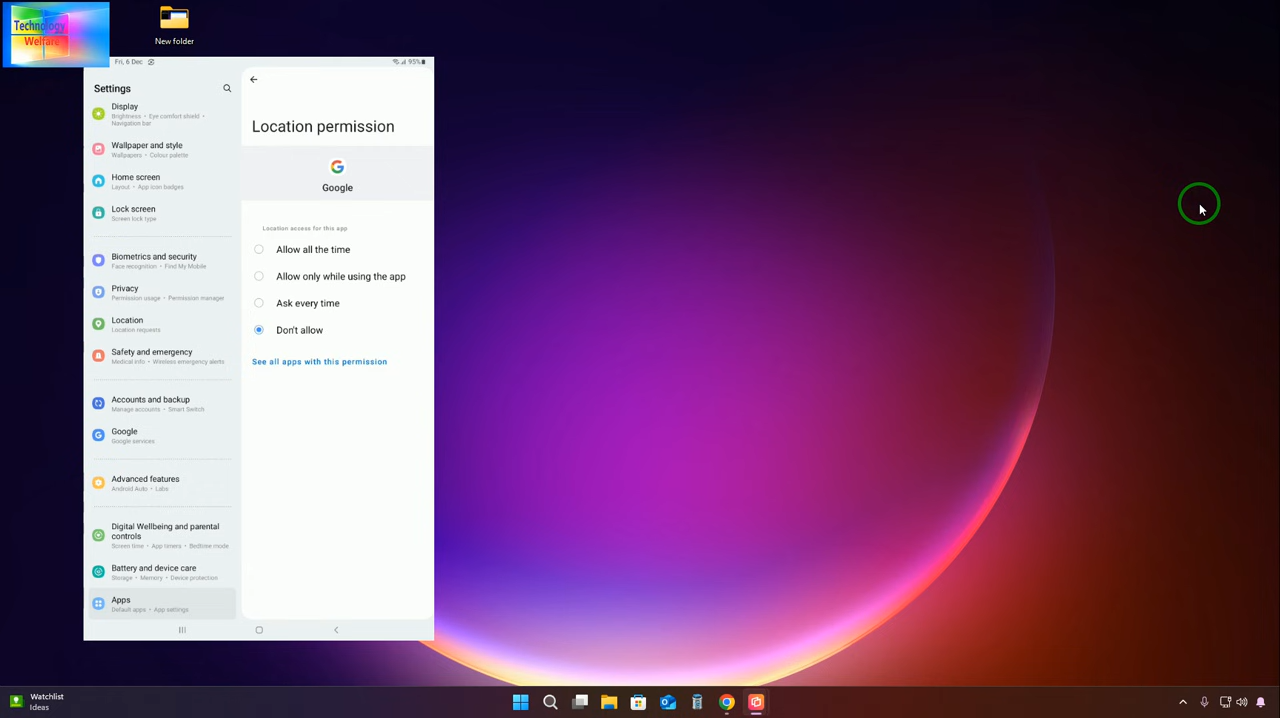 Technology
Welfare
New folder
Fri, 6 Dec
95%
Settings
Display
Brightness • Eye comfort shield •
Navigation bar
Wallpaper and style
Wallpapers • Colour palette
Home screen
Layout • App icon badges
Lock screen
Screen lock type
Biometrics and security
Face recognition • Find My Mobile
Privacy
Permission usage • Permission manager
Location
Location requests
Safety and emergency
Medical info • Wireless emergency alerts
Accounts and backup
Manage accounts • Smart Switch
Google
Google services
Advanced features
Android Auto • Labs
Digital Wellbeing and parental
controls
Screen time • App timers • Bedtime mode
Battery and device care
Storage • Memory • Device protection
Apps
Default apps • App settings
Location permission
Google
Location access for this app
Allow all the time
Allow only while using the app
Ask every time
Don't allow
See all apps with this permission
Watchlist
Ideas